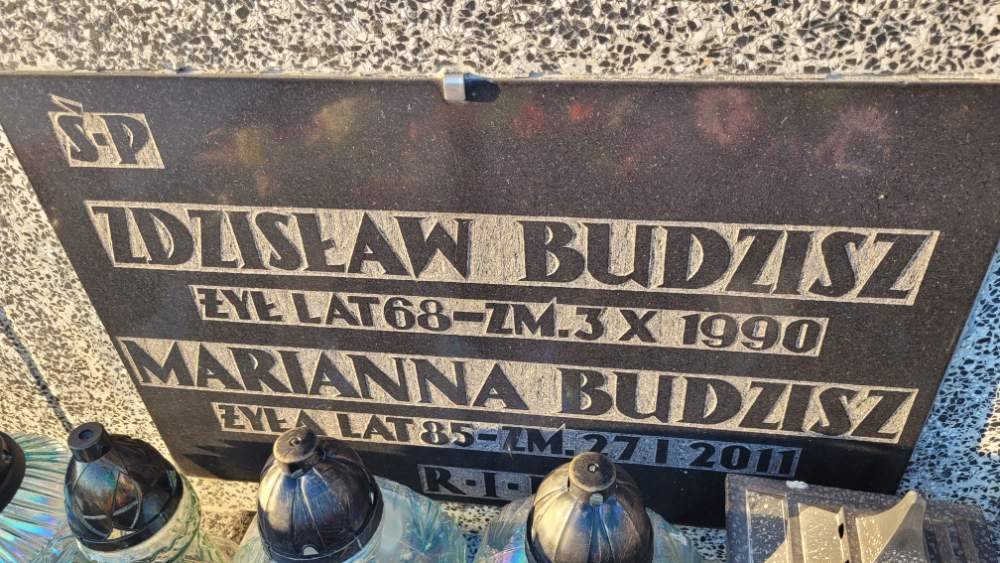 Ś·P
ZDZISŁAW BUDZISZ
ŻYŁ LAT 68-ZM. 3 X 1990
MARIANNA BUDZISZ
ŻYŁA LAT 85-ZM. 27 I 2011
R·I·